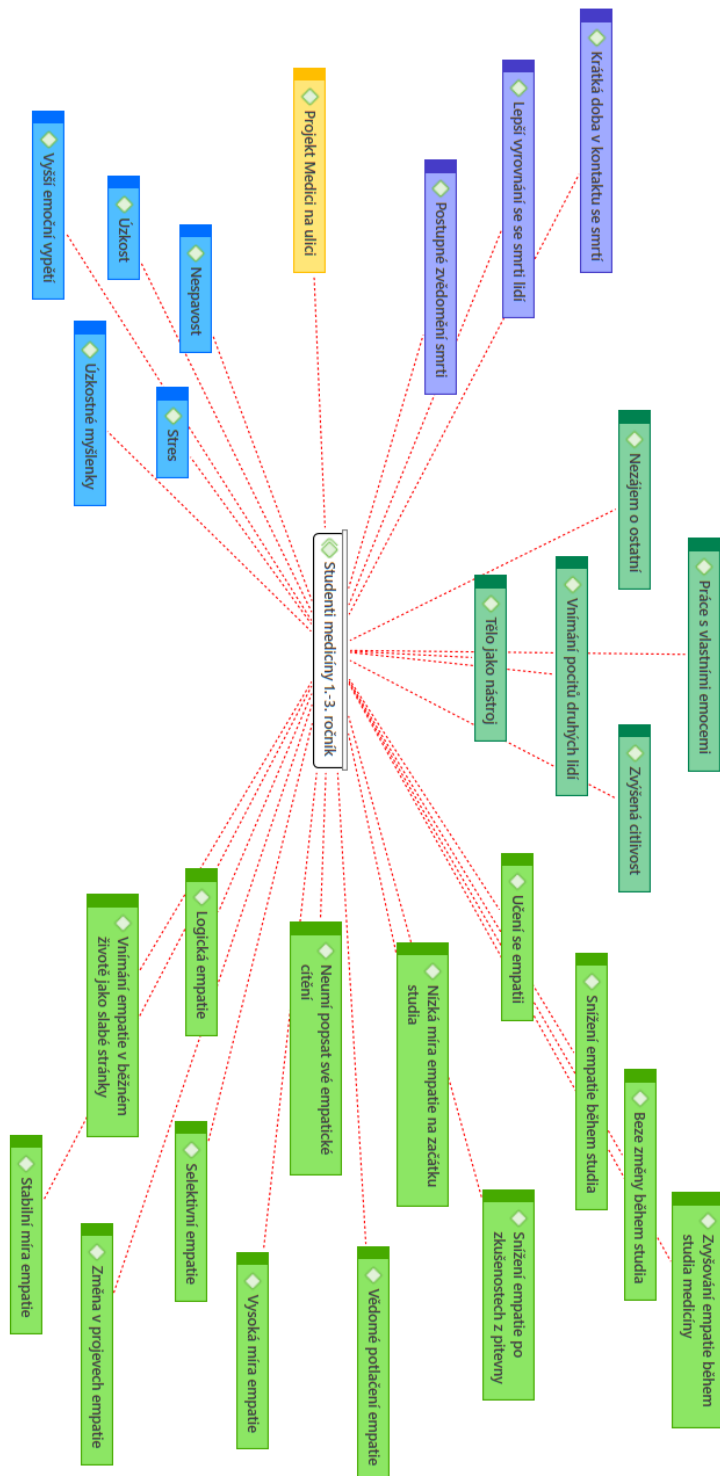 Krátká doba v kontaktu se smrtí
Lepší vyrovnání se se smrti lidí
Postupné zvědomění smrti
Projekt Medici na ulici
Nespavost
Úzkost
Vyšší emoční vypětí
Úzkostné myšlenky
Stres
Nezájem o ostatní
Práce s vlastními emocemi
Vnímání pocitů druhých lidí
Tělo jako nástroj
Zvýšená citlivost
Studenti medicíny 1.-3. ročník
Učení se empatii
Snížení empatie během studia
Beze změny během studia
Zvyšování empatie během
studia medicíny
Nízká míra empatie na začátku
studia
Snížení empatie po
zkušenostech z pitevny
Neumí popsat své empatické
cítění
Vědomé potlačení empatie
Logická empatie
Selektivní empatie
Vysoká míra empatie
Vnímání empatie v běžném
životě jako slabé stránky
Změna v projevech empatie
Stabilní míra empatie